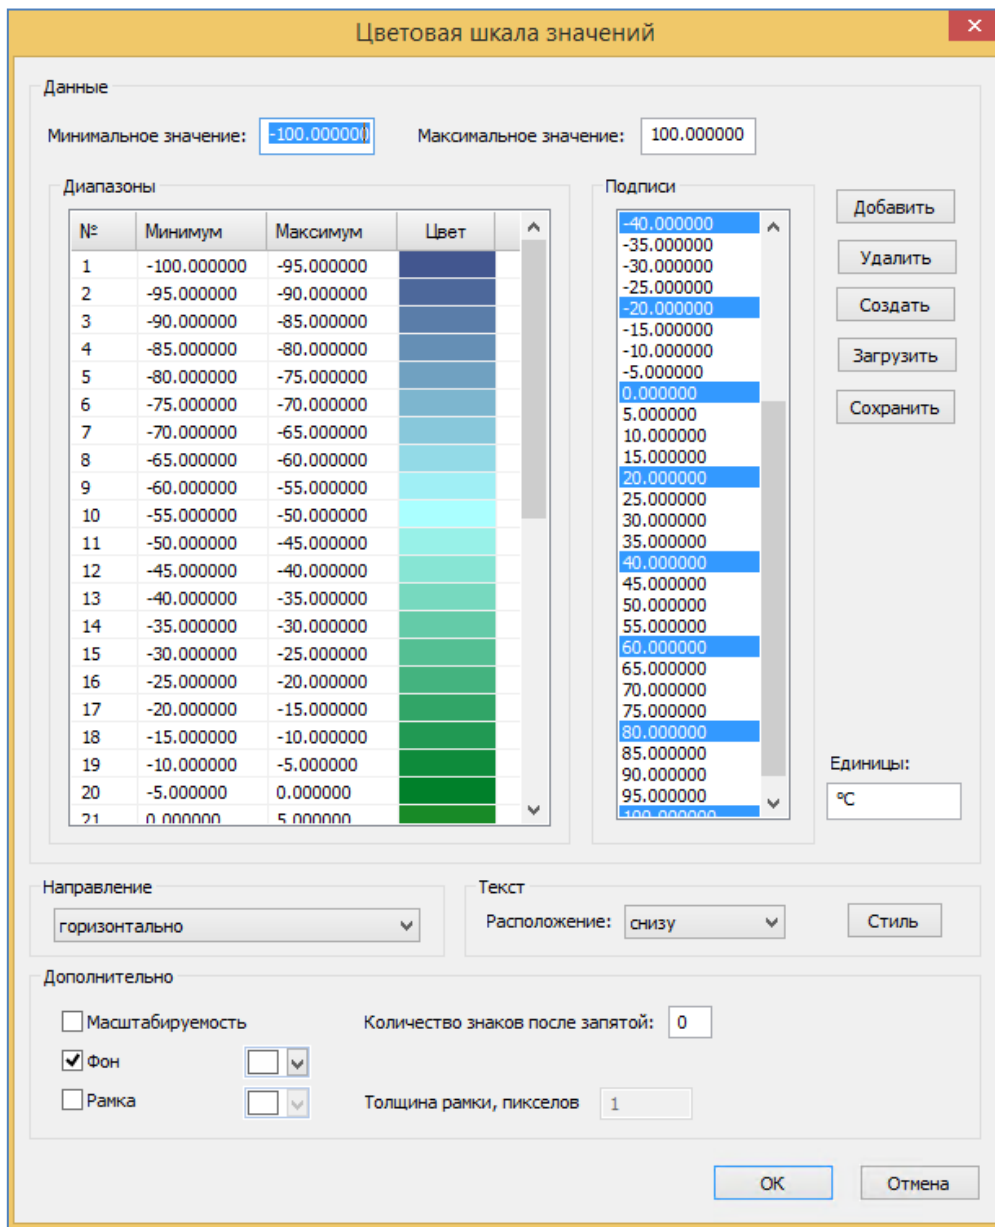 Цветовая шкала значений
Данные
Минимальное значение: -100.000000 Максимальное значение: 100.000000
Диапазоны
№ Минимум Максимум Цвет
1 -100.000000 -95.000000
2 -95.000000 -90.000000
3 -90.000000 -85.000000
4 -85.000000 -80.000000
5 -80.000000 -75.000000
6 -75.000000 -70.000000
7 -70.000000 -65.000000
8 -65.000000 -60.000000
9 -60.000000 -55.000000
10 -55.000000 -50.000000
11 -50.000000 -45.000000
12 -45.000000 -40.000000
13 -40.000000 -35.000000
14 -35.000000 -30.000000
15 -30.000000 -25.000000
16 -25.000000 -20.000000
17 -20.000000 -15.000000
18 -15.000000 -10.000000
19 -10.000000 -5.000000
20 -5.000000 0.000000
21 0.000000 5.000000
Подписи
-40.000000
-35.000000
-30.000000
-25.000000
-20.000000
-15.000000
-10.000000
-5.000000
0.000000
5.000000
10.000000
15.000000
20.000000
25.000000
30.000000
35.000000
40.000000
45.000000
50.000000
55.000000
60.000000
65.000000
70.000000
75.000000
80.000000
85.000000
90.000000
95.000000
100.000000
Добавить
Удалить
Создать
Загрузить
Сохранить
Единицы:
°C
Направление
горизонтально
Текст
Расположение: снизу Стиль
Дополнительно
Масштабируемость Количество знаков после запятой: 0
Фон
Рамка Толщина рамки, пикселов 1
ОК Отмена